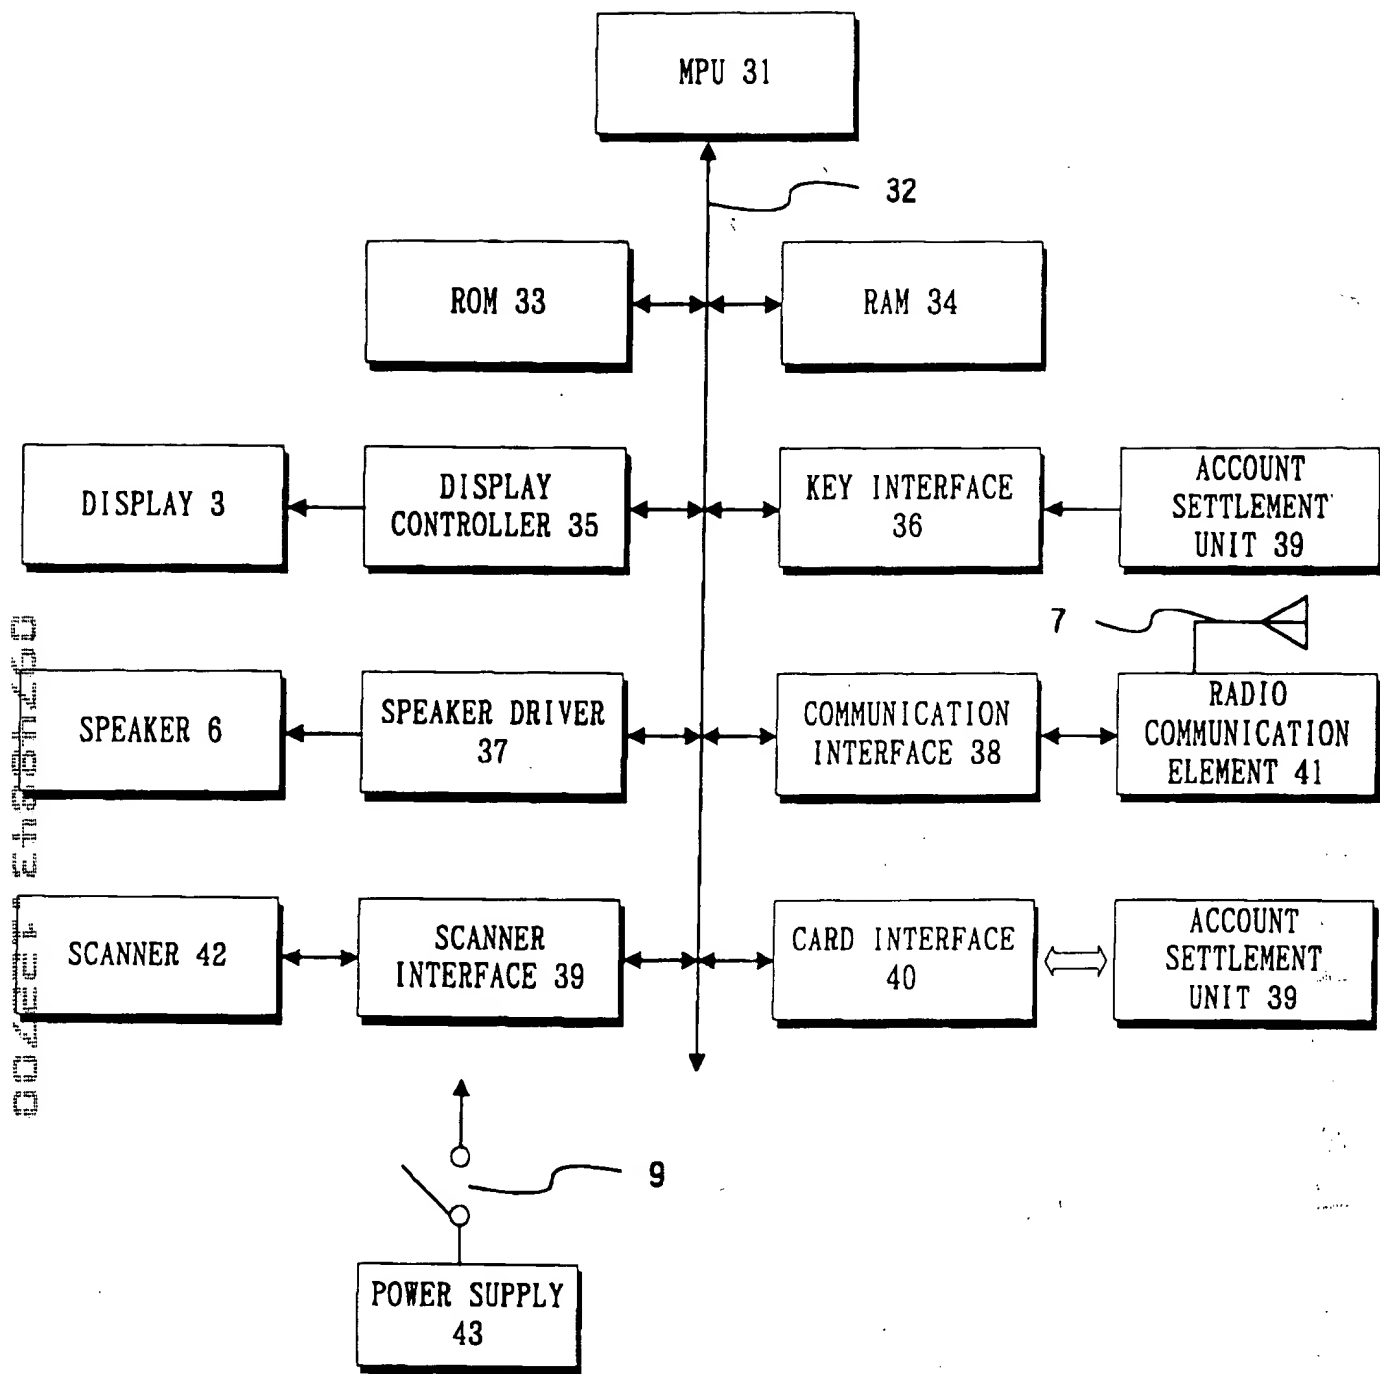 MPU 31
32
ROM 33
RAM 34
DISPLAY 3
DISPLAY
CONTROLLER 35
KEY INTERFACE
36
ACCOUNT
SETTLEMENT
UNIT 39
7
SPEAKER 6
SPEAKER DRIVER
37
COMMUNICATION
INTERFACE 38
RADIO
COMMUNICATION
ELEMENT 41
SCANNER 42
SCANNER
INTERFACE 39
CARD INTERFACE
40
ACCOUNT
SETTLEMENT
UNIT 39
9
POWER SUPPLY
43